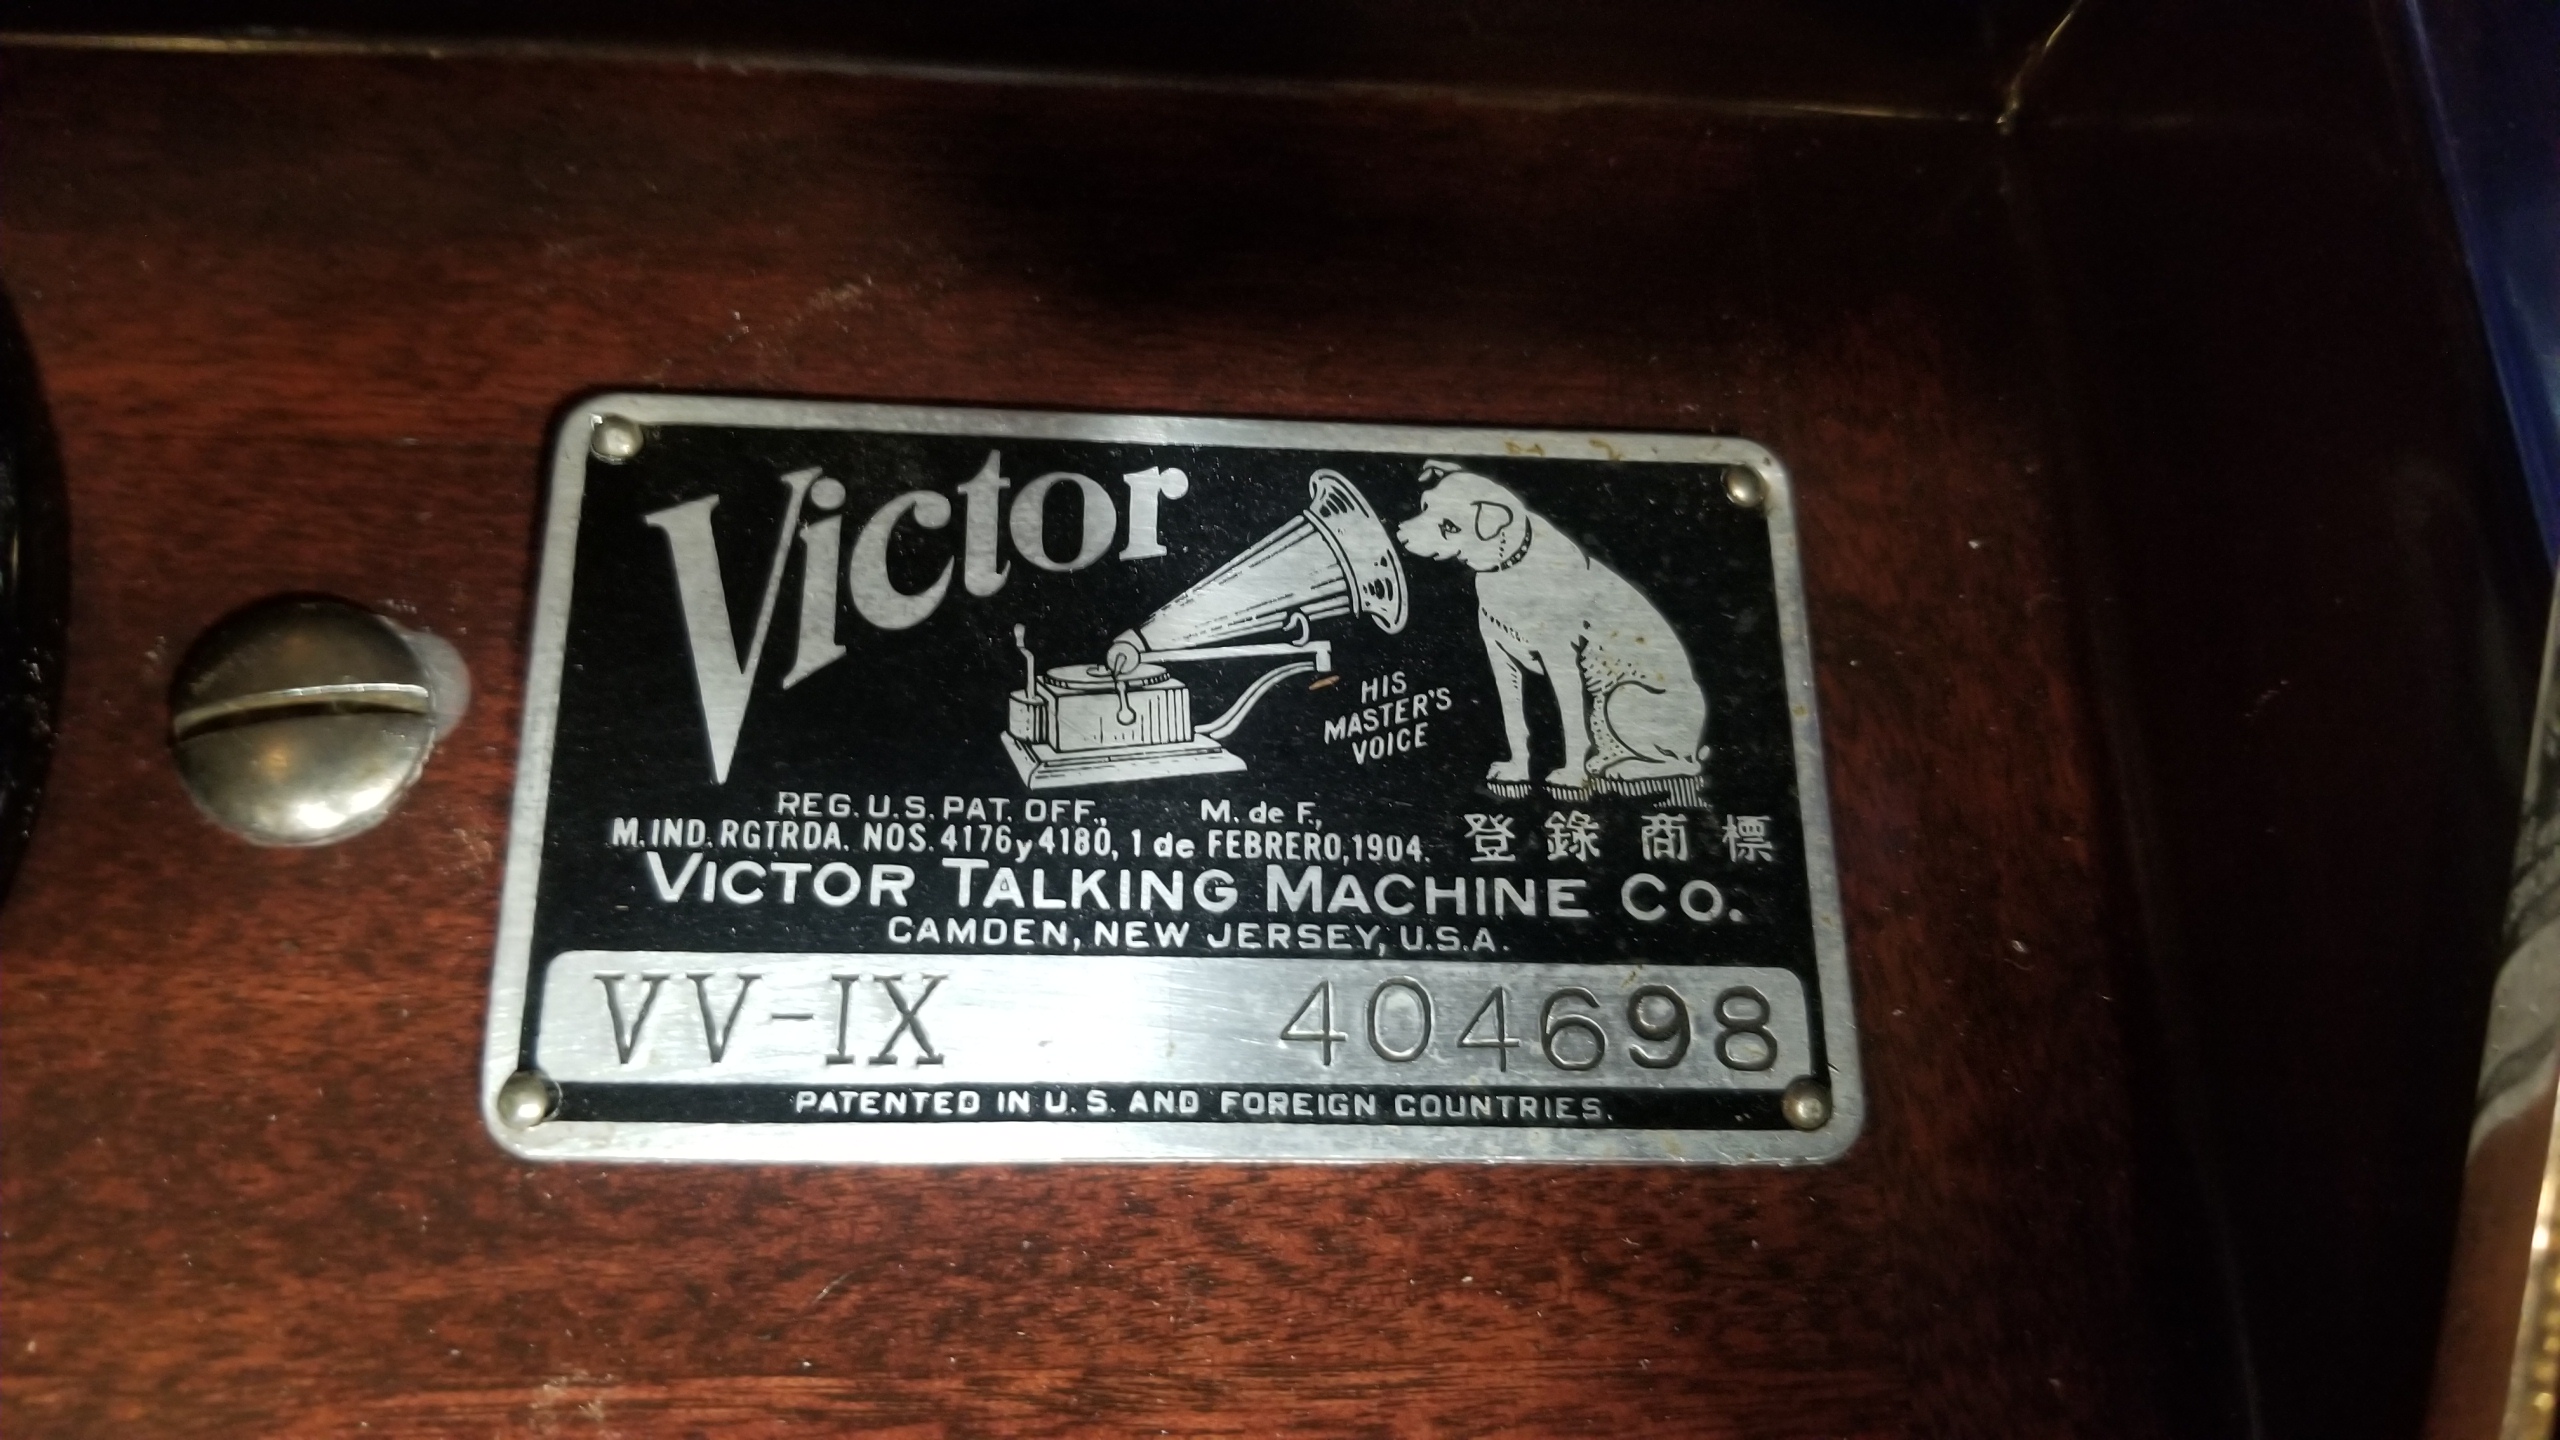 Victor
HIS
MASTER'S
VOICE
REG. U.S. PAT. OFF., M. de F.,
M. IND. RGTRDA. NOS. 4176 y 4180, 1 de FEBRERO, 1904. 登錄商標
VICTOR TALKING MACHINE CO.
CAMDEN, NEW JERSEY, U.S.A.
VV-IX 404698
PATENTED IN U.S. AND FOREIGN COUNTRIES.